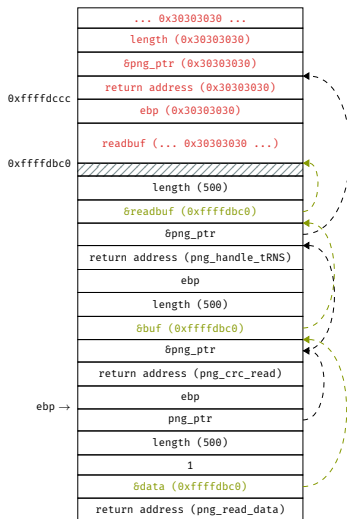 ... 0x30303030 ...
length (0x30303030)
&png_ptr (0x30303030)
return address (0x30303030)
0xffffdccc
ebp (0x30303030)
readbuf (... 0x30303030 ...)
0xffffdbc0
length (500)
&readbuf (0xffffdbc0)
&png_ptr
return address (png_handle_tRNS)
ebp
length (500)
&buf (0xffffdbc0)
&png_ptr
return address (png_crc_read)
ebp
ebp →
png_ptr
length (500)
1
&data (0xffffdbc0)
return address (png_read_data)